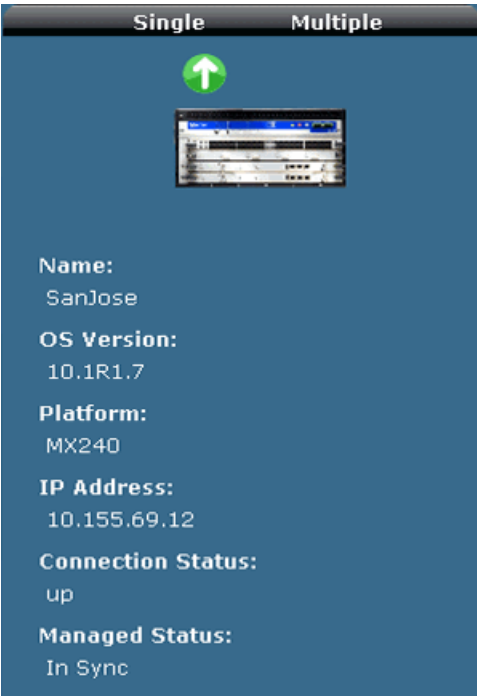 Single Multiple
Name:
SanJose
OS Version:
10.1R1.7
Platform:
MX240
IP Address:
10.155.69.12
Connection Status:
up
Managed Status:
In Sync